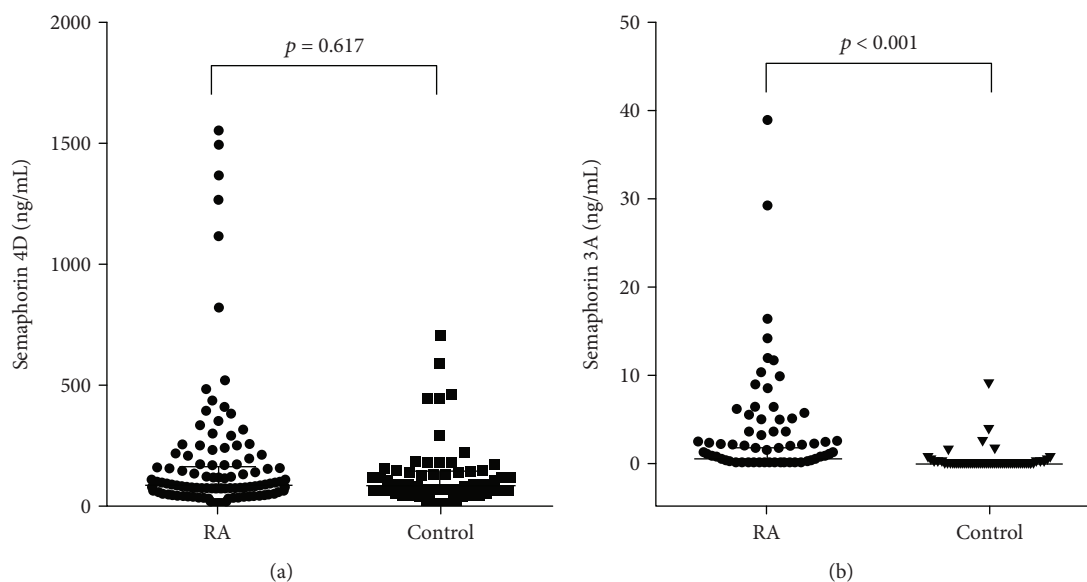 2000
1500
1000
500
0
Semaphorin 4D (ng/mL)
p = 0.617
RA
Control
(a)
50
40
30
20
10
0
Semaphorin 3A (ng/mL)
p < 0.001
RA
Control
(b)